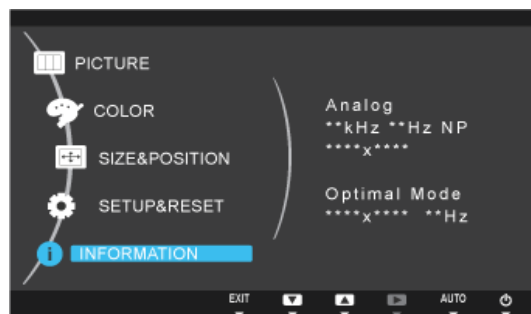 PICTURE
COLOR
SIZE&POSITION
SETUP&RESET
INFORMATION
Analog
**kHz **Hz NP
****x****
Optimal Mode
****x**** **Hz
EXIT AUTO